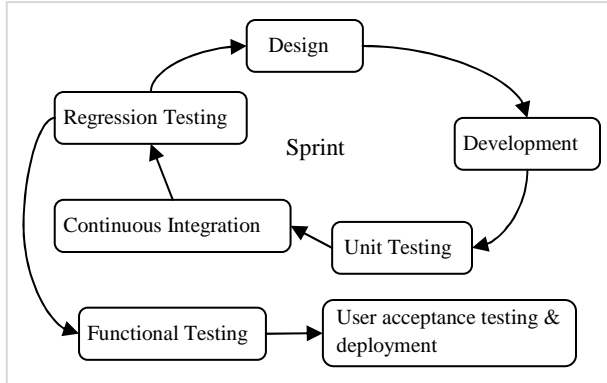 Design
Regression Testing
Development
Sprint
Continuous Integration
Unit Testing
Functional Testing
User acceptance testing &
deployment